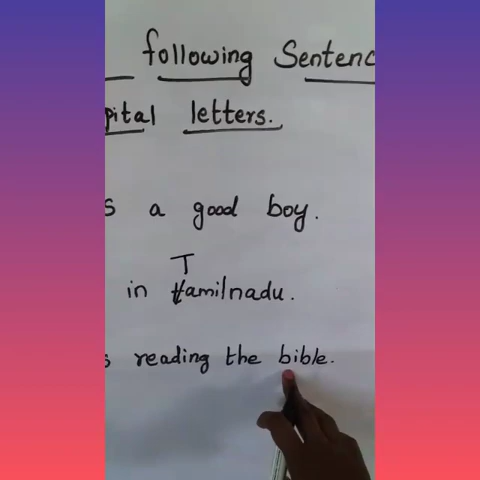 following Sentenc
pital letters.
s a good boy.
T
in tamilnadu.
s reading the bible.